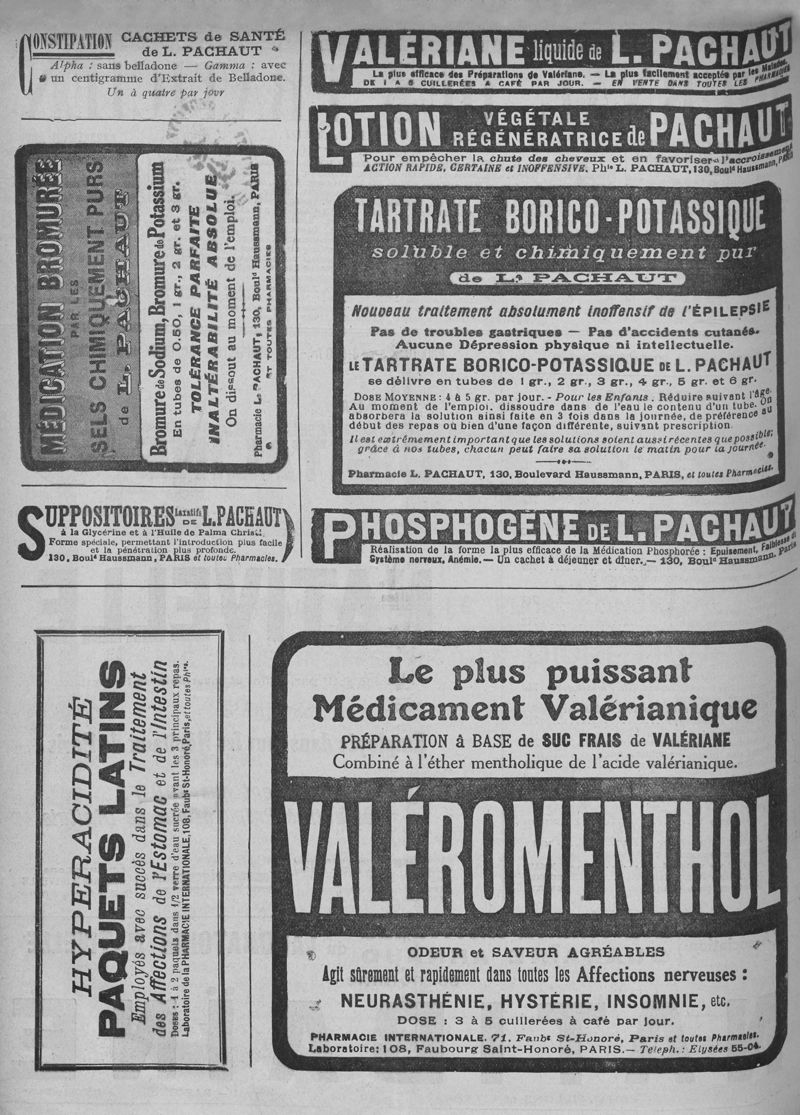 CONSTIPATION CACHETS de SANTÉ
de L. PACHAUT
Alpha : sans belladone — Gamma : avec
un centigramme d'Extrait de Belladone.
Un à quatre par jour
MÉDICATION BROMURÉE
PAR LES
SELS CHIMIQUEMENT PURS
de L. PACHAUT
Bromure de Sodium, Bromure de Potassium
En tubes de 0.50, 1 gr., 2 gr. et 3 gr.
TOLÉRANCE PARFAITE
INALTÉRABILITÉ ABSOLUE
On dissout au moment de l'emploi.
Pharmacie L. PACHAUT, 130, Boul.d Haussmann, PARIS
ET TOUTES PHARMACIES
SUPPOSITOIRES Laxatifs DE L. PACHAUT
à la Glycérine et à l'Huile de Palma Christi.
Forme spéciale, permettant l'introduction plus facile
et la pénétration plus profonde.
130, Boul.d Haussmann, PARIS et toutes Pharmacies.
VALÉRIANE liquide de L. PACHAUT
La plus efficace des Préparations de Valériane. — La plus facilement acceptée par les Malades.
DE 1 A 5 CUILLERÉES A CAFÉ PAR JOUR. — EN VENTE DANS TOUTES LES PHARMACIES
LOTION VÉGÉTALE RÉGÉNÉRATRICE de PACHAUT
Pour empêcher la chute des cheveux et en favoriser l'accroissement
ACTION RAPIDE, CERTAINE et INOFFENSIVE. Ph.ie L. PACHAUT, 130, Boul.d Haussmann, PARIS
TARTRATE BORICO-POTASSIQUE
soluble et chimiquement pur
de L. PACHAUT
Nouveau traitement absolument inoffensif de l'ÉPILEPSIE
Pas de troubles gastriques — Pas d'accidents cutanés.
Aucune Dépression physique ni intellectuelle.
LE TARTRATE BORICO-POTASSIQUE DE L. PACHAUT
se délivre en tubes de 1 gr., 2 gr., 3 gr., 4 gr., 5 gr. et 6 gr.
DOSE MOYENNE : 4 à 5 gr. par jour. - Pour les Enfants. Réduire suivant l'âge.
Au moment de l'emploi, dissoudre dans de l'eau le contenu d'un tube. On
absorbera la solution ainsi faite en 3 fois dans la journée, de préférence au
début des repas où bien d'une façon différente, suivant prescription.
Il est extrêmement important que les solutions soient aussi récentes que possible;
grâce à nos tubes, chacun peut faire sa solution le matin pour la journée.
Pharmacie L. PACHAUT, 130, Boulevard Haussmann, PARIS, et toutes Pharmacies.
PHOSPHOGÈNE DE L. PACHAUT
Réalisation de la forme la plus efficace de la Médication Phosphorée : Epuisement, Faiblesse du
Système nerveux, Anémie. — Un cachet à déjeuner et dîner. — 130, Boul.d Haussmann, Paris
HYPERACIDITÉ
PAQUETS LATINS
Employés avec succès dans le Traitement
des Affections de l'Estomac et de l'Intestin
DOSES : 1 à 2 paquets dans 1/2 verre d'eau sucrée avant les 3 principaux repas.
Laboratoire de la PHARMACIE INTERNATIONALE, 108, Faub.g St-Honoré, Paris, et toutes Ph.ies.
Le plus puissant
Médicament Valérianique
PRÉPARATION à BASE de SUC FRAIS de VALÉRIANE
Combiné à l'éther mentholique de l'acide valérianique.
VALÉROMENTHOL
ODEUR et SAVEUR AGRÉABLES
Agit sûrement et rapidement dans toutes les Affections nerveuses :
NEURASTHÉNIE, HYSTÉRIE, INSOMNIE, etc.
DOSE : 3 à 5 cuillerées à café par jour.
PHARMACIE INTERNATIONALE. 71, Faub.g St-Honoré, Paris et toutes Pharmacies.
Laboratoire: 108, Faubourg Saint-Honoré, PARIS. — Teleph. : Elysées 55-04.